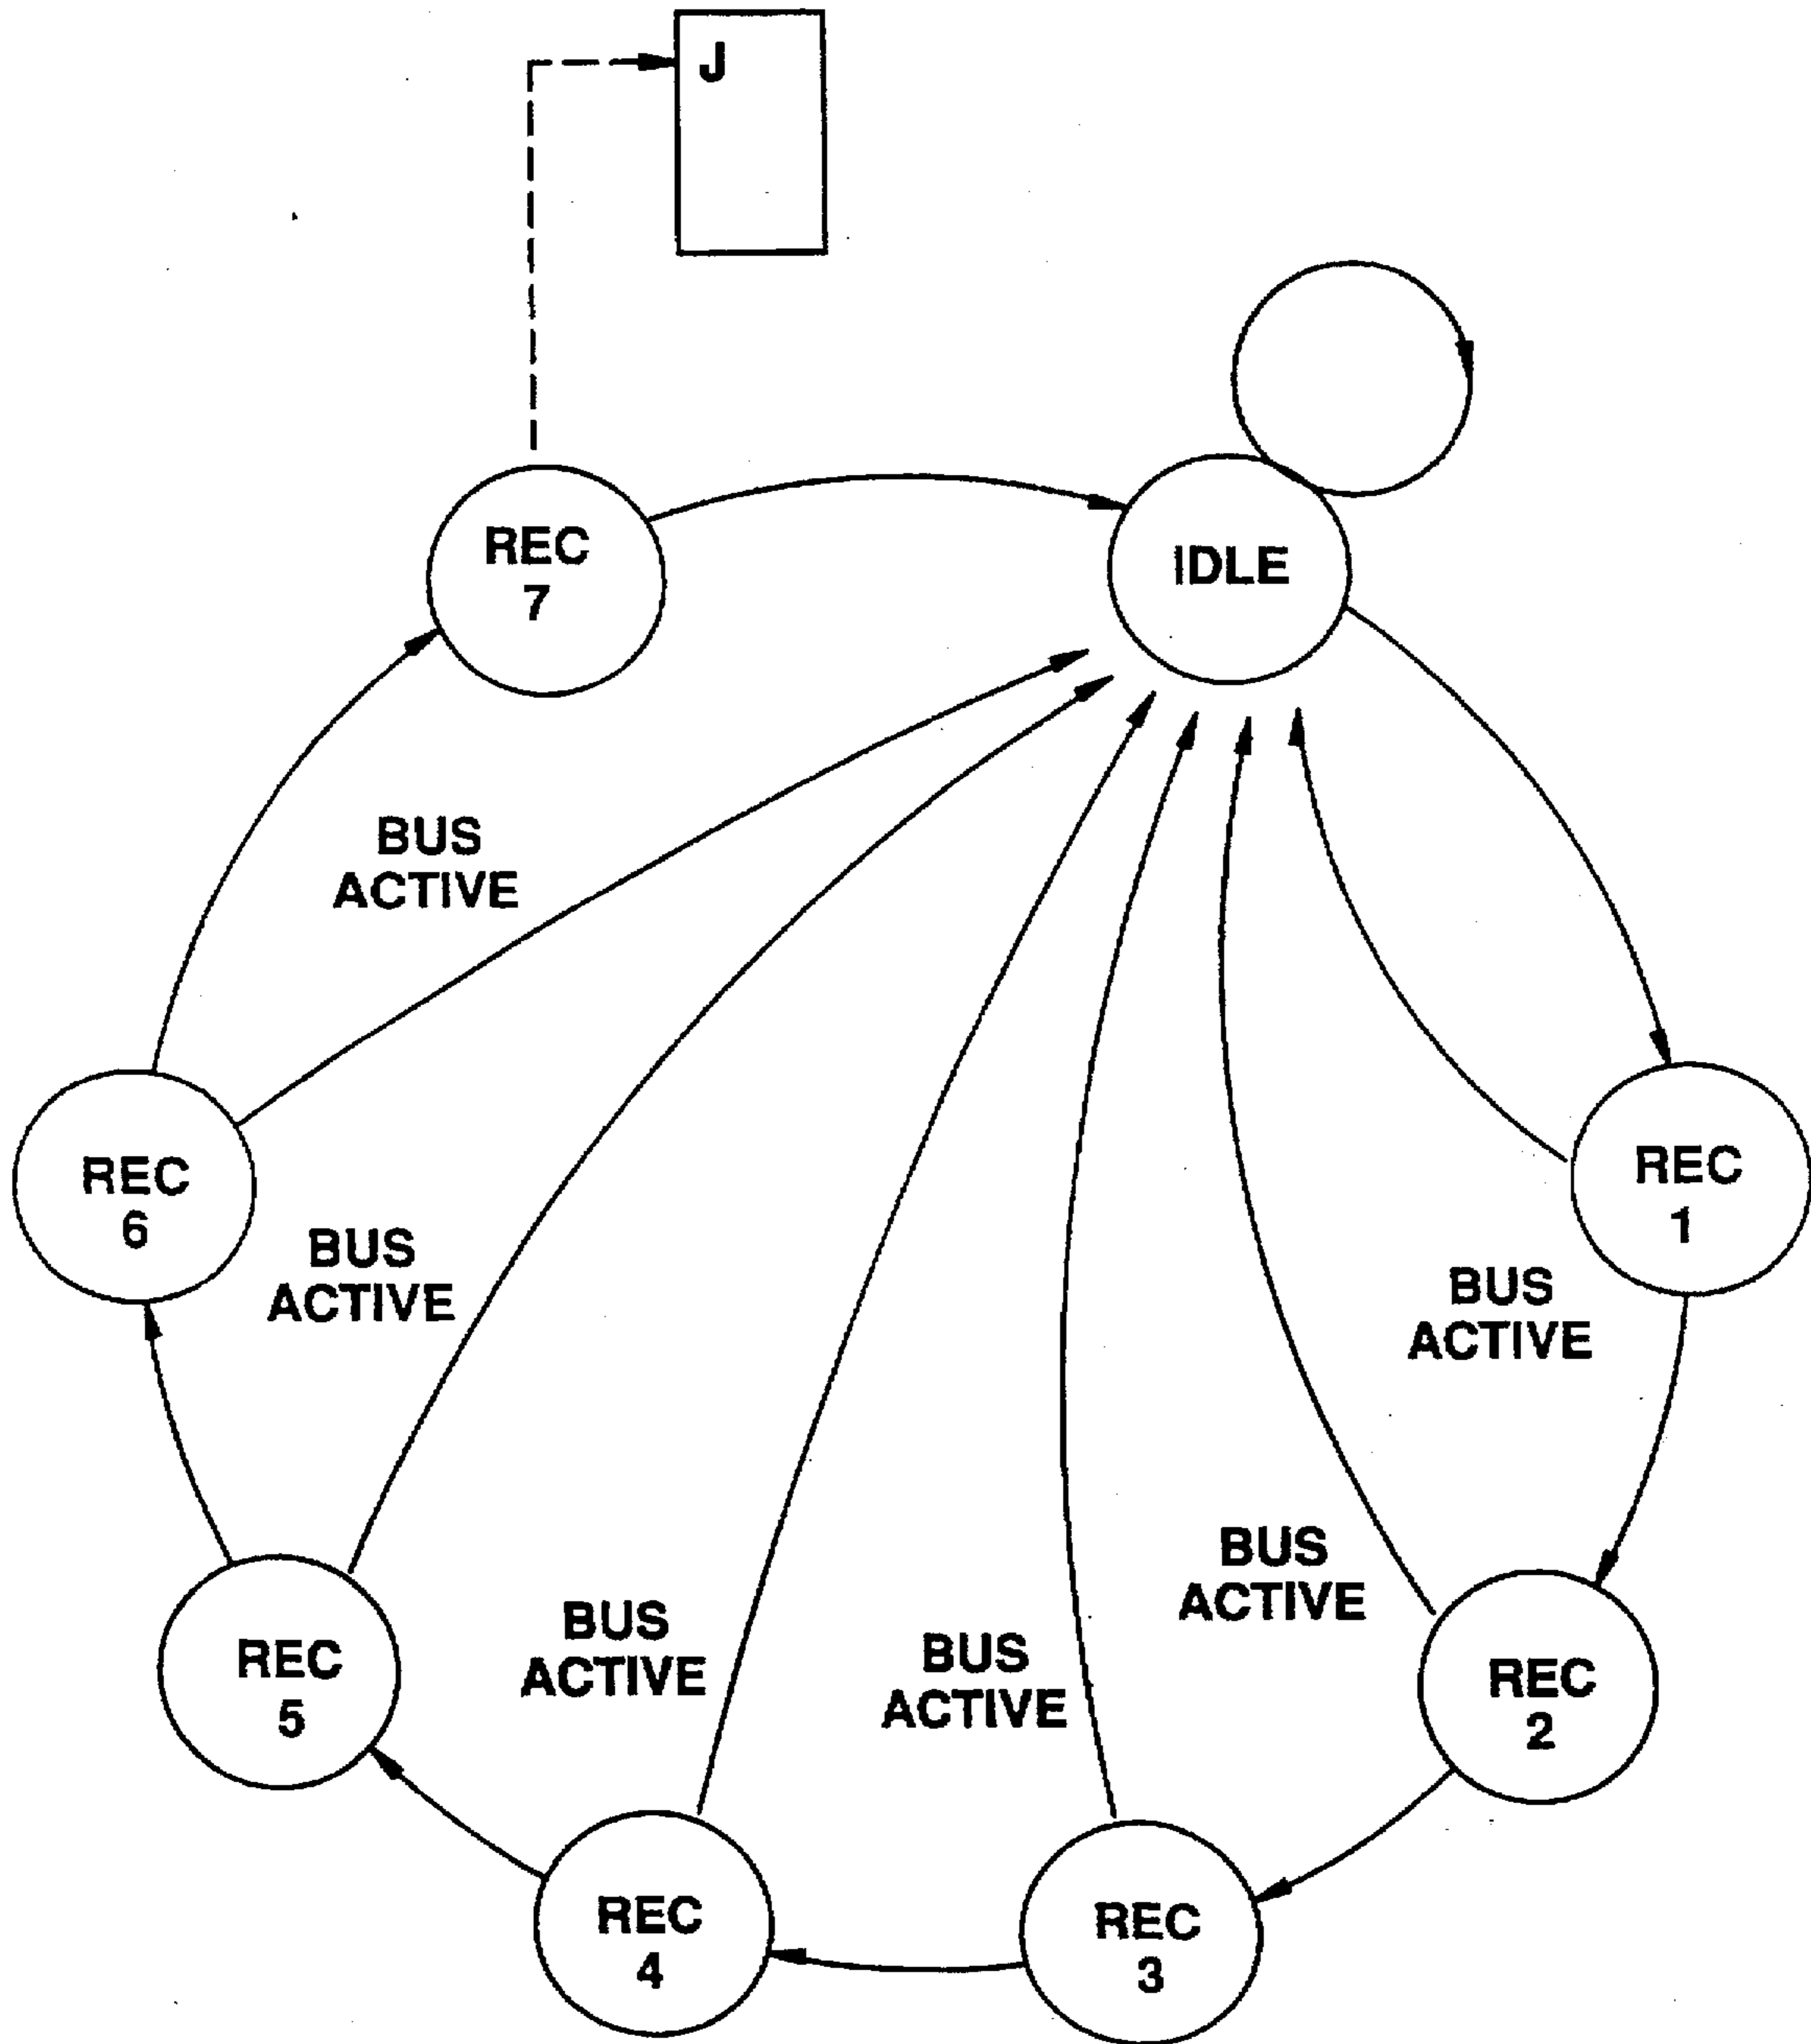 J
REC
7
IDLE
BUS
ACTIVE
REC
6
REC
1
BUS
ACTIVE
BUS
ACTIVE
BUS
ACTIVE
BUS
ACTIVE
BUS
ACTIVE
REC
5
REC
2
REC
4
REC
3